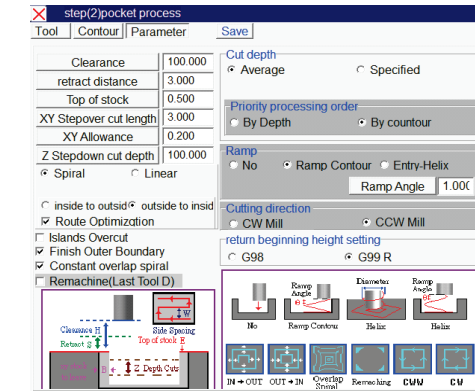 step(2)pocket process
Tool Contour Parameter Save
Clearance 100.000
retract distance 3.000
Top of stock 0.500
XY Stepover cut length 3.000
XY Allowance 0.200
Z Stepdown cut depth 100.000
Spiral Linear
inside to outsid outside to insid
Route Optimization
Islands Overcut
Finish Outer Boundary
Constant overlap spiral
Remachine(Last Tool D)
Cut depth
Average Specified
Priority processing order
By Depth By countour
Ramp
No Ramp Contour Entry-Helix
Ramp Angle 1.000
Cutting direction
CW Mill CCW Mill
return beginning height setting
G98 G99 R
Clearance H
Retract S
Side Spacing
Top of stock E
W
B
Z Depth Cuts
Ramp Angle
Diameter
Ramp Angle
No Ramp Contour Helix Helix
IN → OUT OUT → IN Overlap Spiral Remaching CWW CW